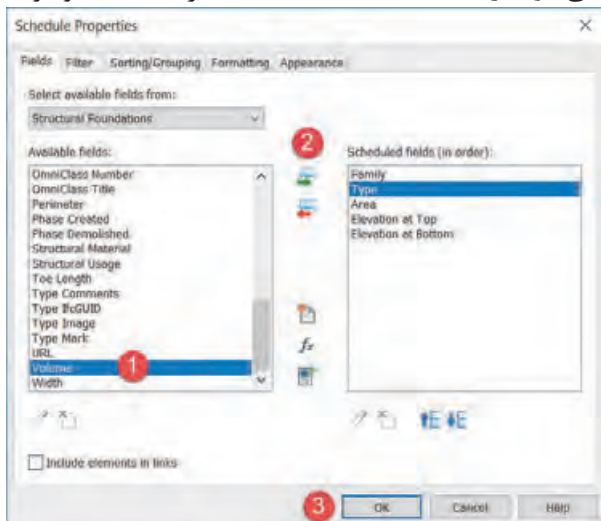 Schedule Properties
Fields Filter Sorting/Grouping Formatting Appearance
Select available fields from:
Structural Foundations
Available fields:
2
Scheduled fields (in order):
OmniClass Number
OmniClass Title
Perimeter
Phase Created
Phase Demolished
Structural Material
Structural Usage
Toe Length
Type Comments
Type IfcGUID
Type Image
Type Mark
URL
Volume
1
Width
Family
Type
Area
Elevation at Top
Elevation at Bottom
fx
Include elements in links
3
OK Cancel Help